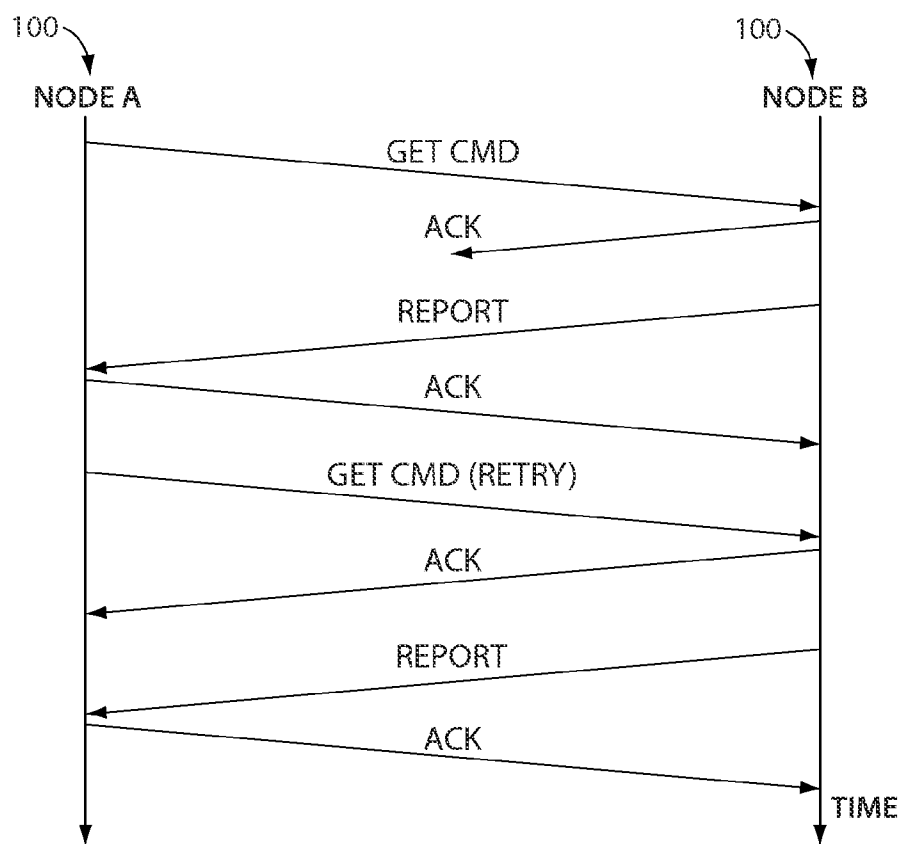 100
100
NODE A
NODE B
GET CMD
ACK
REPORT
ACK
GET CMD (RETRY)
ACK
REPORT
ACK
TIME